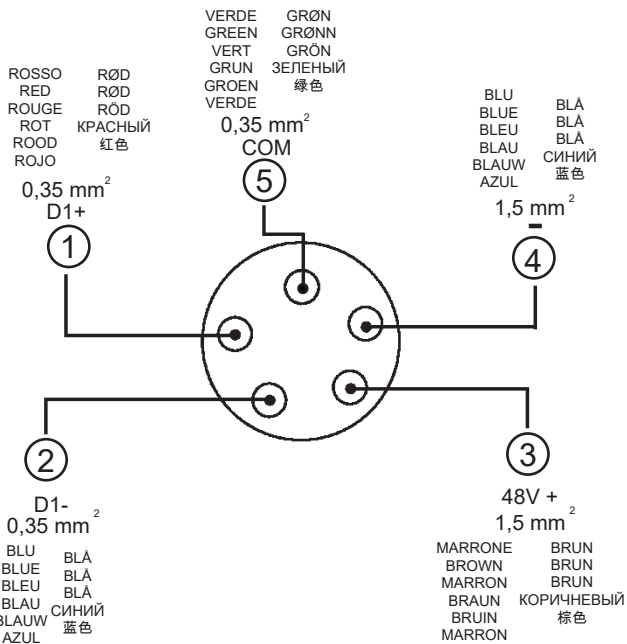 VERDE GRØN
GREEN GRØNN
VERT GRÖN
GRUN ЗЕЛЕНЫЙ
GROEN 绿色
VERDE
0,35 mm²
COM
5
ROSSO RØD
RED RØD
ROUGE RÖD
ROT КРАСНЫЙ
ROOD 红色
ROJO
0,35 mm²
D1+
1
BLU BLÅ
BLUE BLÅ
BLEU BLÅ
BLAU СИНИЙ
BLAUW 蓝色
AZUL
1,5 mm²
-
4
2
D1-
0,35 mm²
BLU BLÅ
BLUE BLÅ
BLEU BLÅ
BLAU СИНИЙ
BLAUW 蓝色
AZUL
3
48V +
1,5 mm²
MARRONE BRUN
BROWN BRUN
MARRON BRUN
BRAUN КОРИЧНЕВЫЙ
BRUIN 棕色
MARRON